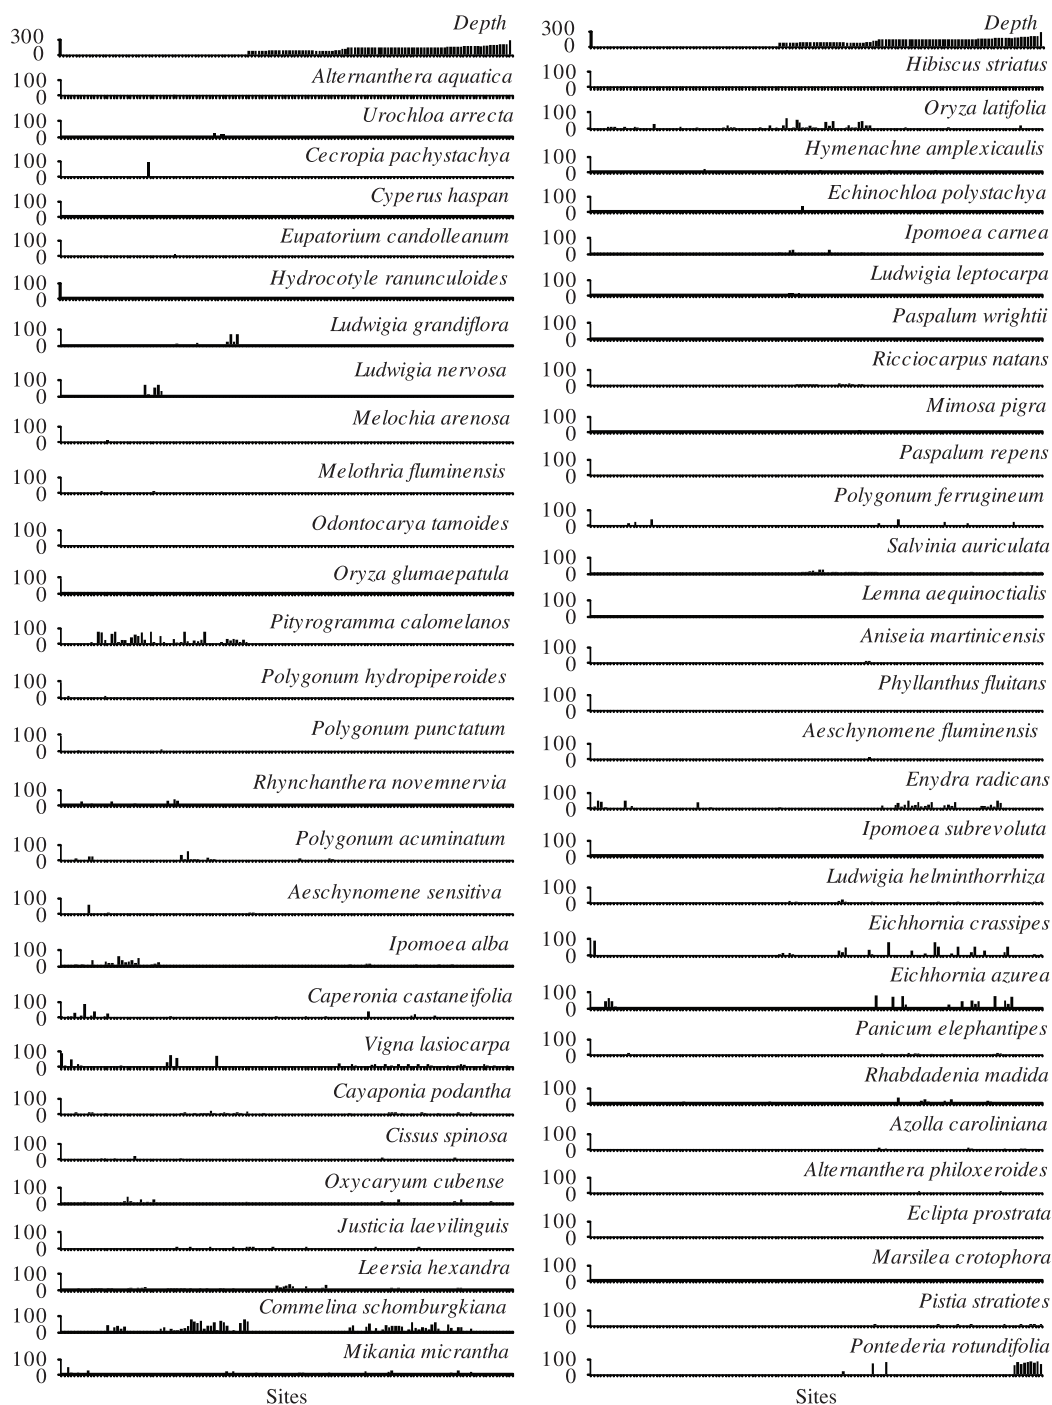 Depth
300
0
Alternanthera aquatica
100
0
Urochloa arrecta
100
0
Cecropia pachystachya
100
0
Cyperus haspan
100
0
Eupatorium candolleanum
100
0
Hydrocotyle ranunculoides
100
0
Ludwigia grandiflora
100
0
Ludwigia nervosa
100
0
Melochia arenosa
100
0
Melothria fluminensis
100
0
Odontocarya tamoides
100
0
Oryza glumaepatula
100
0
Pityrogramma calomelanos
100
0
Polygonum hydropiperoides
100
0
Polygonum punctatum
100
0
Rhynchanthera novemnervia
100
0
Polygonum acuminatum
100
0
Aeschynomene sensitiva
100
0
Ipomoea alba
100
0
Caperonia castaneifolia
100
0
Vigna lasiocarpa
100
0
Cayaponia podantha
100
0
Cissus spinosa
100
0
Oxycaryum cubense
100
0
Justicia laevilinguis
100
0
Leersia hexandra
100
0
Commelina schomburgkiana
100
0
Mikania micrantha
100
0
Sites
Depth
300
0
Hibiscus striatus
100
0
Oryza latifolia
100
0
Hymenachne amplexicaulis
100
0
Echinochloa polystachya
100
0
Ipomoea carnea
100
0
Ludwigia leptocarpa
100
0
Paspalum wrightii
100
0
Ricciocarpus natans
100
0
Mimosa pigra
100
0
Paspalum repens
100
0
Polygonum ferrugineum
100
0
Salvinia auriculata
100
0
Lemna aequinoctialis
100
0
Aniseia martinicensis
100
0
Phyllanthus fluitans
100
0
Aeschynomene fluminensis
100
0
Enydra radicans
100
0
Ipomoea subrevoluta
100
0
Ludwigia helminthorrhiza
100
0
Eichhornia crassipes
100
0
Eichhornia azurea
100
0
Panicum elephantipes
100
0
Rhabdadenia madida
100
0
Azolla caroliniana
100
0
Alternanthera philoxeroides
100
0
Eclipta prostrata
100
0
Marsilea crotophora
100
0
Pistia stratiotes
100
0
Pontederia rotundifolia
100
0
Sites